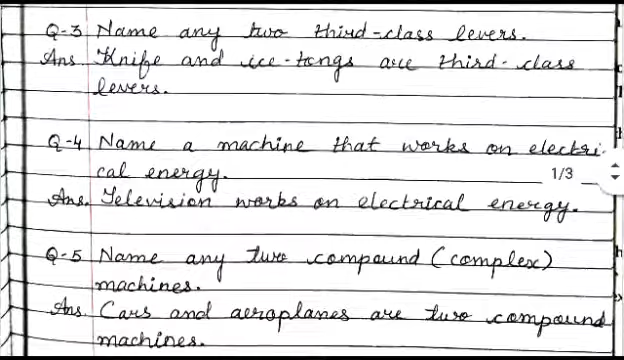 Q-3 Name any two third-class levers.
Ans Knife and ice-tongs are third-class
levers.
Q-4 Name a machine that works on electri-
cal energy.
1/3
Ans. Television works on electrical energy.
Q-5 Name any two compound (complex)
machines.
Ans. Cars and aeroplanes are two compound
machines.